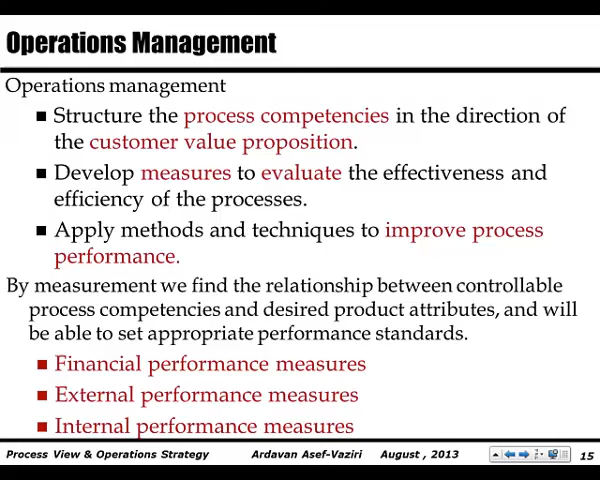 Operations Management
Operations management
Structure the process competencies in the direction of
the customer value proposition.
Develop measures to evaluate the effectiveness and
efficiency of the processes.
Apply methods and techniques to improve process
performance.
By measurement we find the relationship between controllable
process competencies and desired product attributes, and will
be able to set appropriate performance standards.
Financial performance measures
External performance measures
Internal performance measures
Process View & Operations Strategy Ardavan Asef-Vaziri August , 2013 15